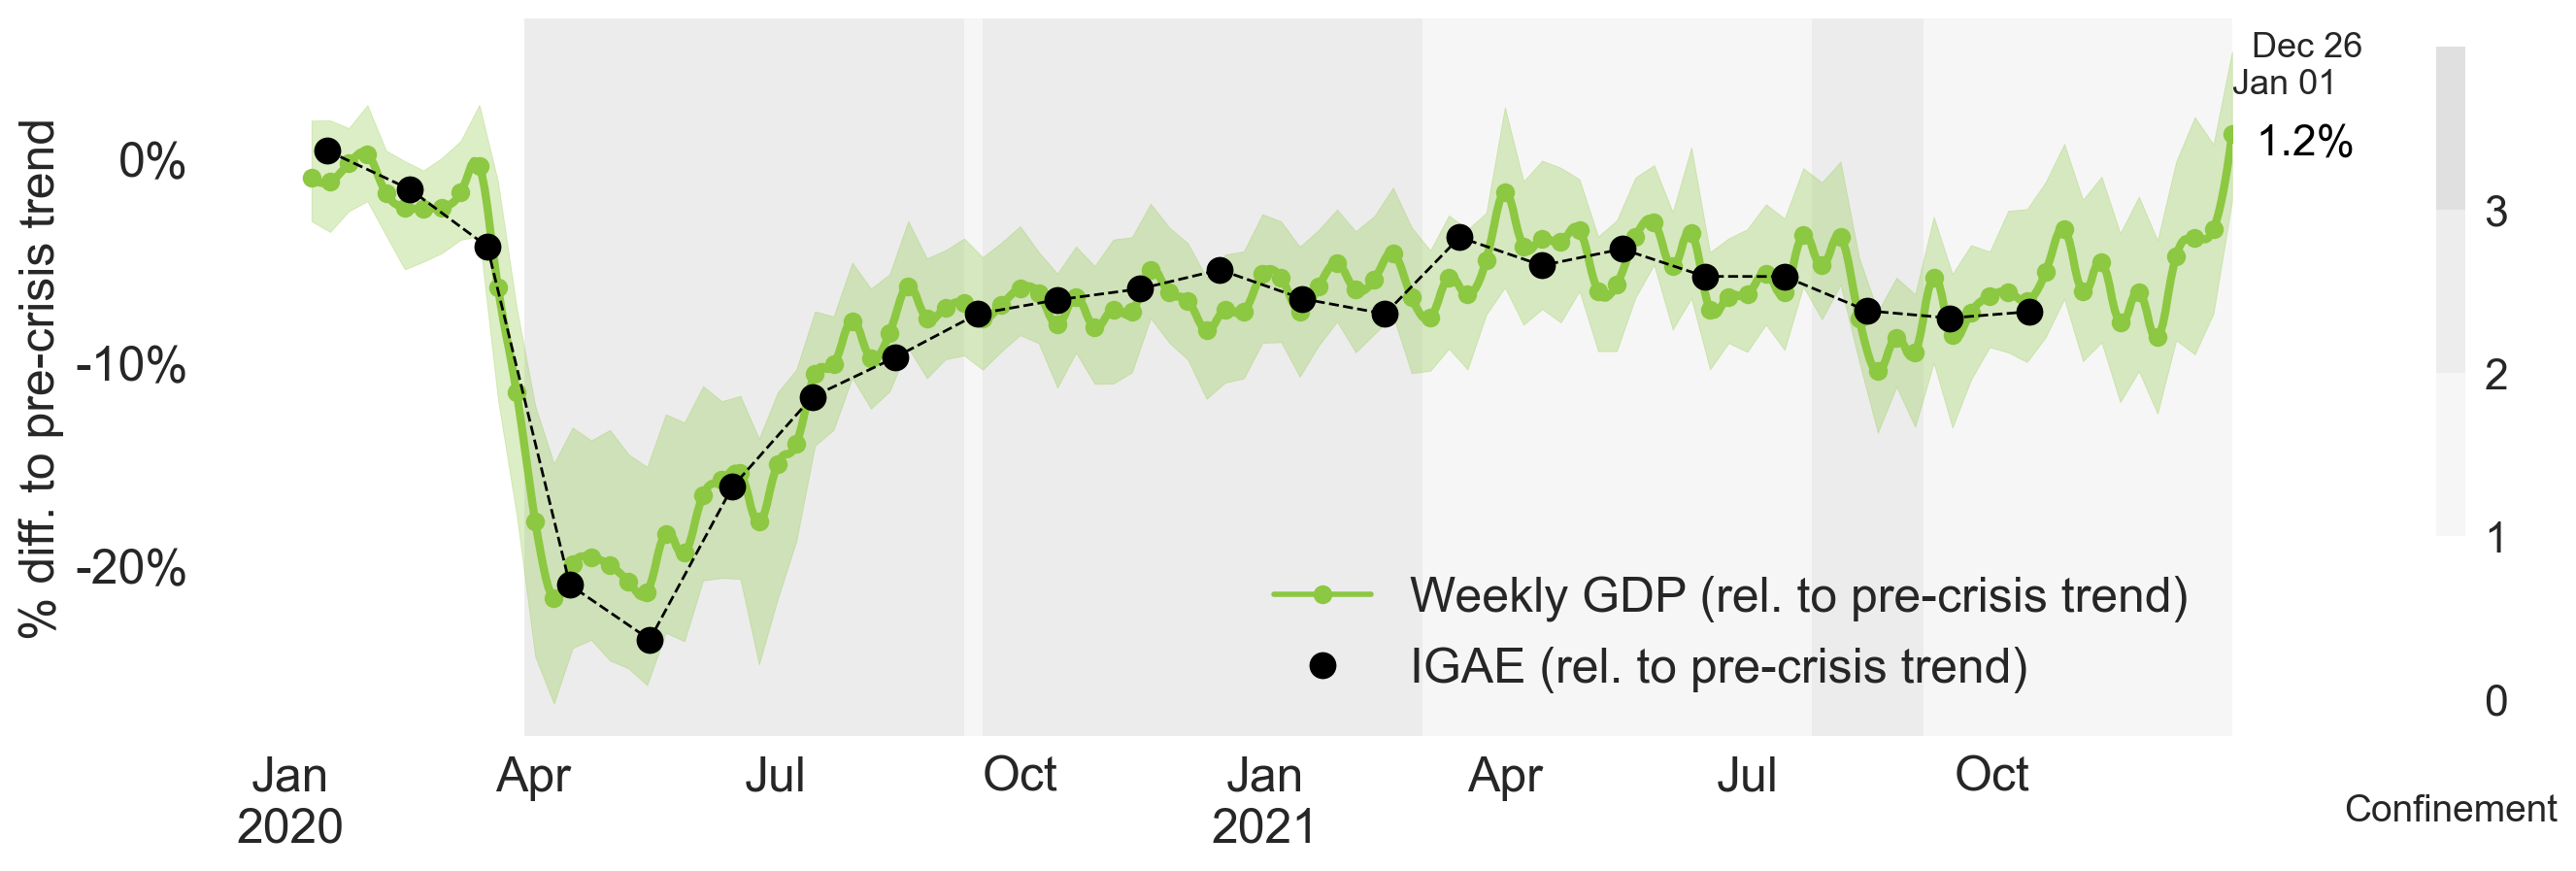 % diff. to pre-crisis trend
0%
-10%
-20%
Dec 26
Jan 01
1.2%
Weekly GDP (rel. to pre-crisis trend)
IGAE (rel. to pre-crisis trend)
Jan
2020
Apr
Jul
Oct
Jan
2021
Apr
Jul
Oct
3
2
1
0
Confinement